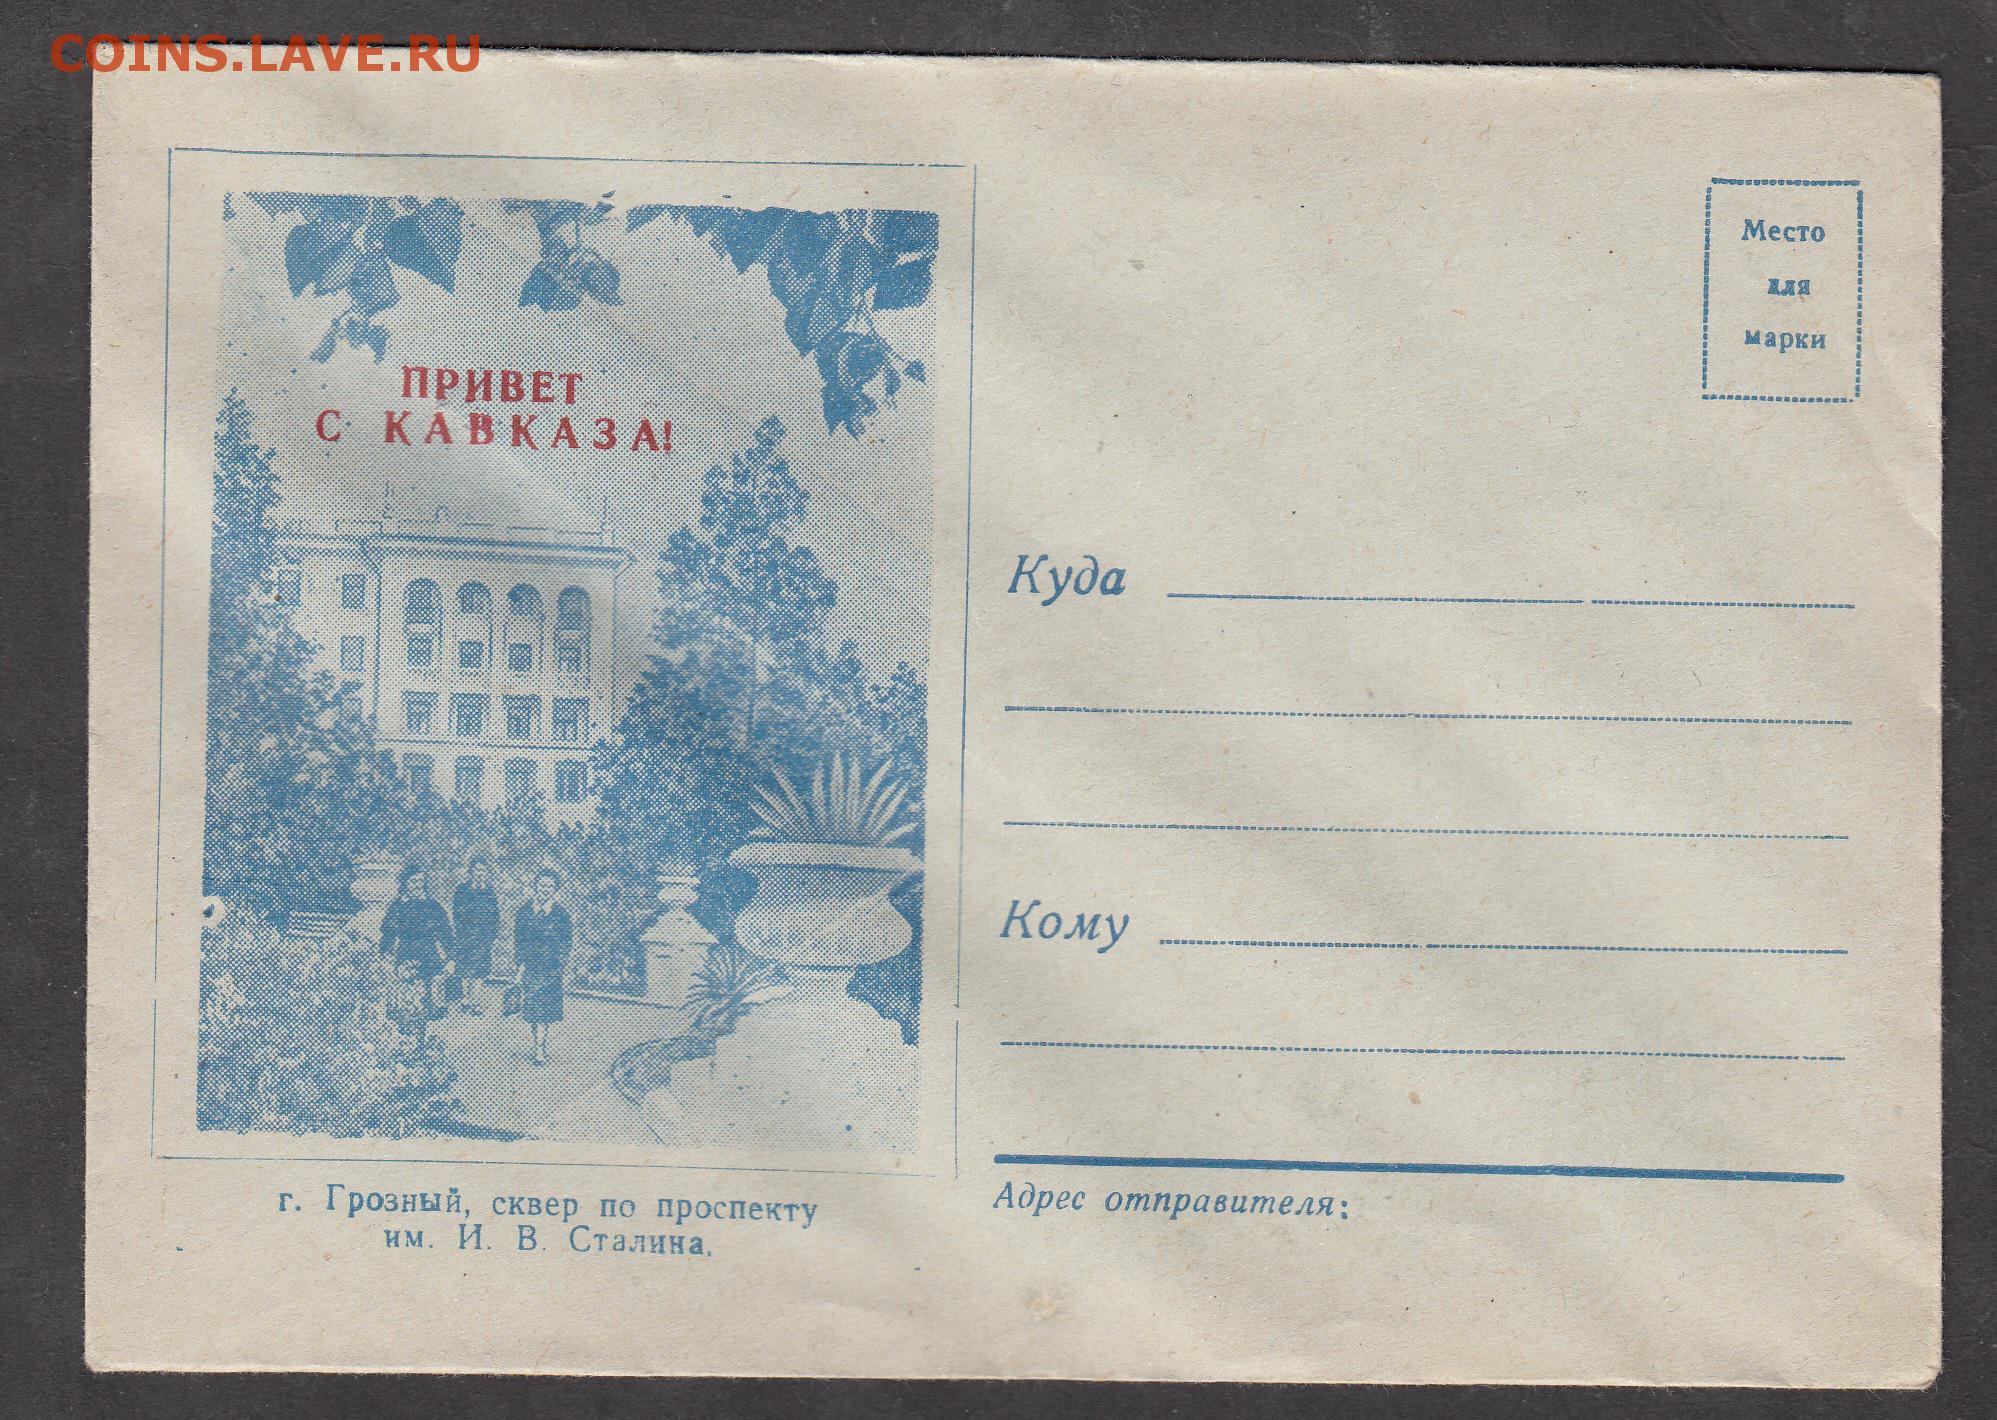 COINS.LAVE.RU
ПРИВЕТ
С КАВКАЗА!
г. Грозный, сквер по проспекту
им. И. В. Сталина.
Место
для
марки
Куда
Кому
Адрес отправителя: